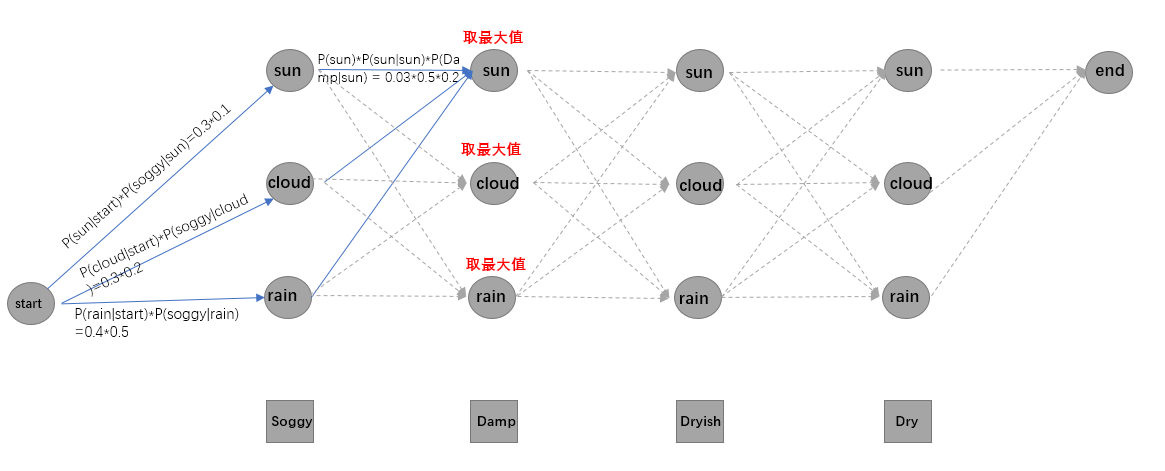 取最大值
sun
P(sun)*P(sun|sun)*P(Da
mp|sun) = 0.03*0.5*0.2
sun
sun
sun
end
P(sun|start)*P(soggy|sun)=0.3*0.1
取最大值
cloud
cloud
cloud
cloud
P(cloud|start)*P(soggy|cloud
)=0.3*0.2
取最大值
start
rain
rain
rain
rain
P(rain|start)*P(soggy|rain)
=0.4*0.5
Soggy
Damp
Dryish
Dry